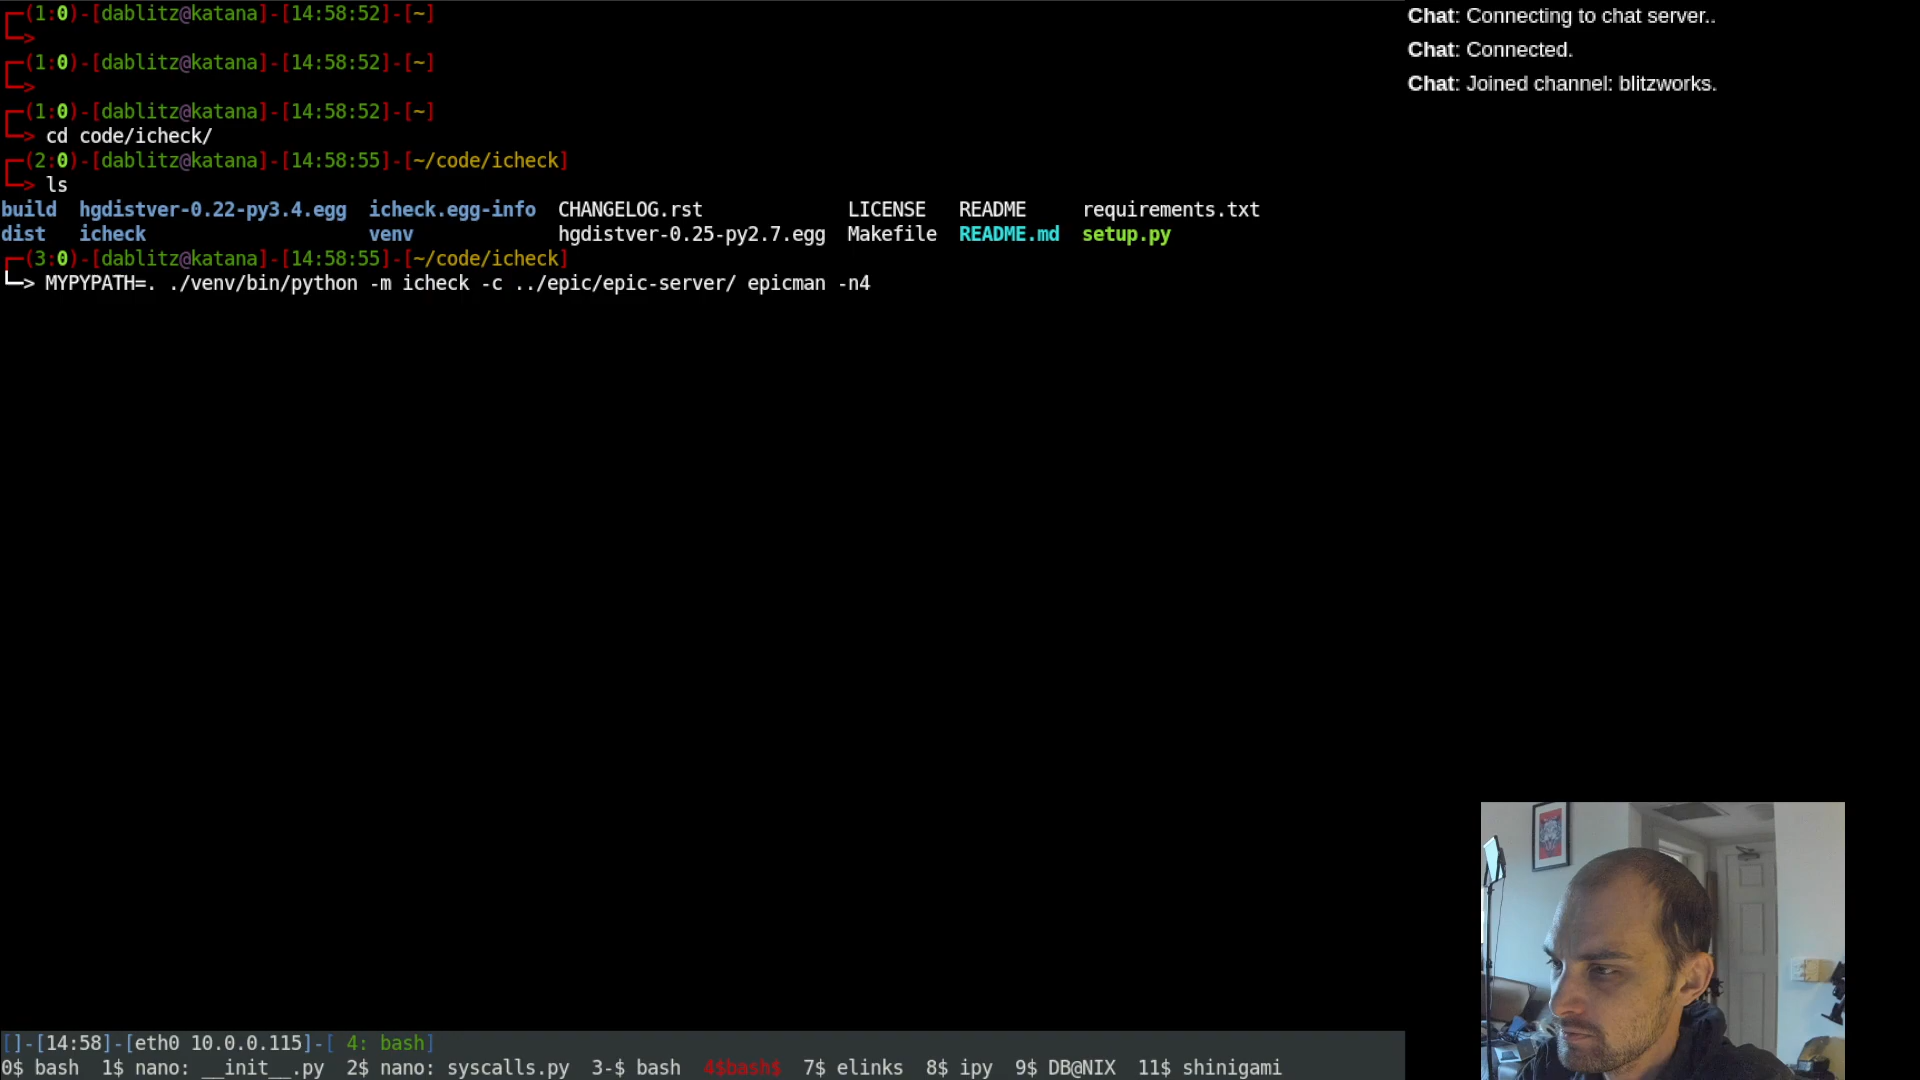 (1:0)-[dablitz@katana]-[14:58:52]-[~]
>
(1:0)-[dablitz@katana]-[14:58:52]-[~]
>
(1:0)-[dablitz@katana]-[14:58:52]-[~]
> cd code/icheck/
(2:0)-[dablitz@katana]-[14:58:55]-[~/code/icheck]
> ls
build hgdistver-0.22-py3.4.egg icheck.egg-info CHANGELOG.rst LICENSE README requirements.txt
dist icheck venv hgdistver-0.25-py2.7.egg Makefile README.md setup.py
(3:0)-[dablitz@katana]-[14:58:55]-[~/code/icheck]
> MYPYPATH=. ./venv/bin/python -m icheck -c ../epic/epic-server/ epicman -n4
[]-[14:58]-[eth0 10.0.0.115]-[ 4: bash]
0$ bash 1$ nano: __init__.py 2$ nano: syscalls.py 3-$ bash 4$bash$ 7$ elinks 8$ ipy 9$ DB@NIX 11$ shinigami
Chat: Connecting to chat server..
Chat: Connected.
Chat: Joined channel: blitzworks.